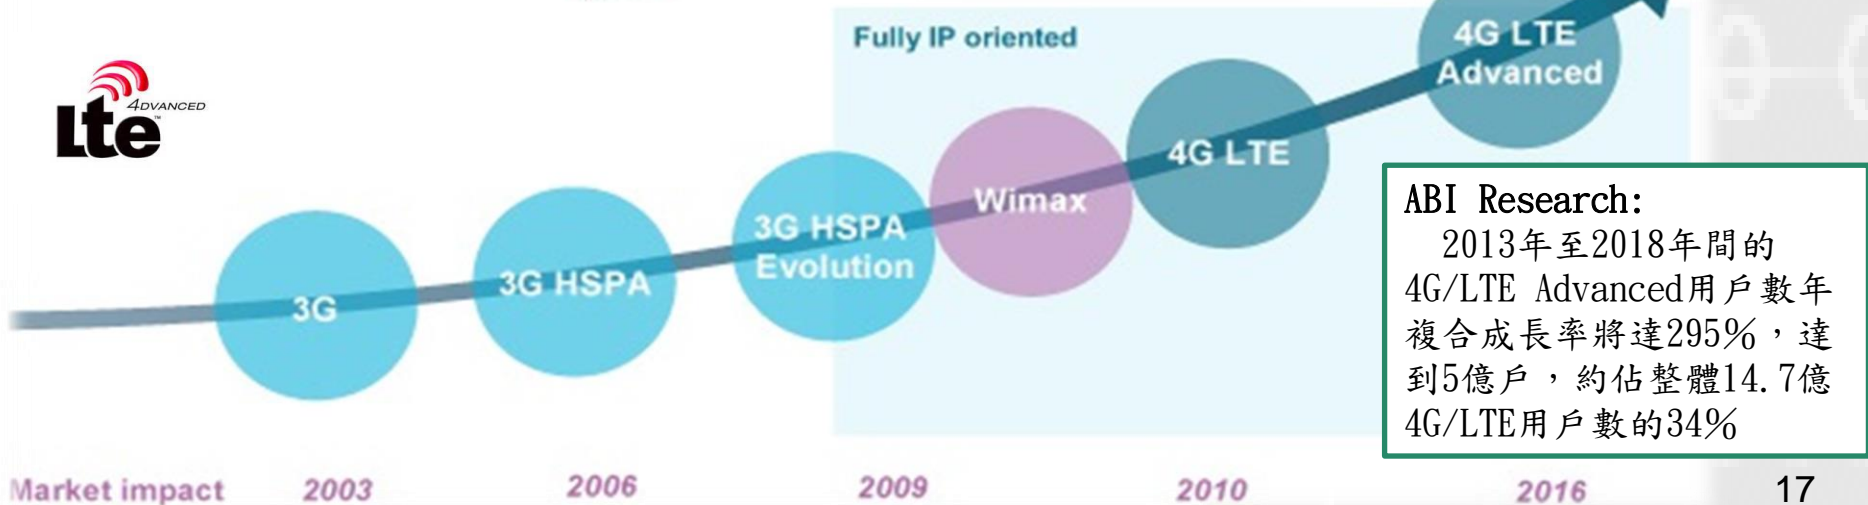 Fully IP oriented
4G LTE
Advanced
4DVANCED
Lte
™
4G LTE
Wimax
3G HSPA
Evolution
3G HSPA
3G
ABI Research:
2013年至2018年間的
4G/LTE Advanced用戶數年
複合成長率將達295%，達
到5億戶，約佔整體14.7億
4G/LTE用戶數的34%
Market impact
2003
2006
2009
2010
2016
17